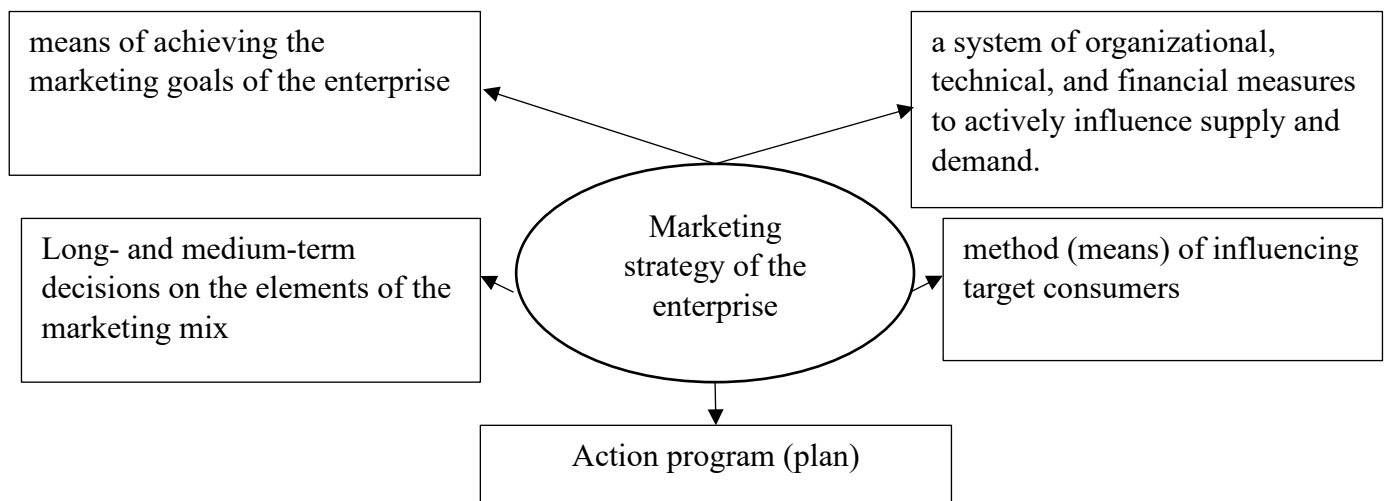 means of achieving the
marketing goals of the enterprise
a system of organizational,
technical, and financial measures
to actively influence supply and
demand.
Marketing
strategy of the
enterprise
Long- and medium-term
decisions on the elements of the
marketing mix
method (means) of influencing
target consumers
Action program (plan)